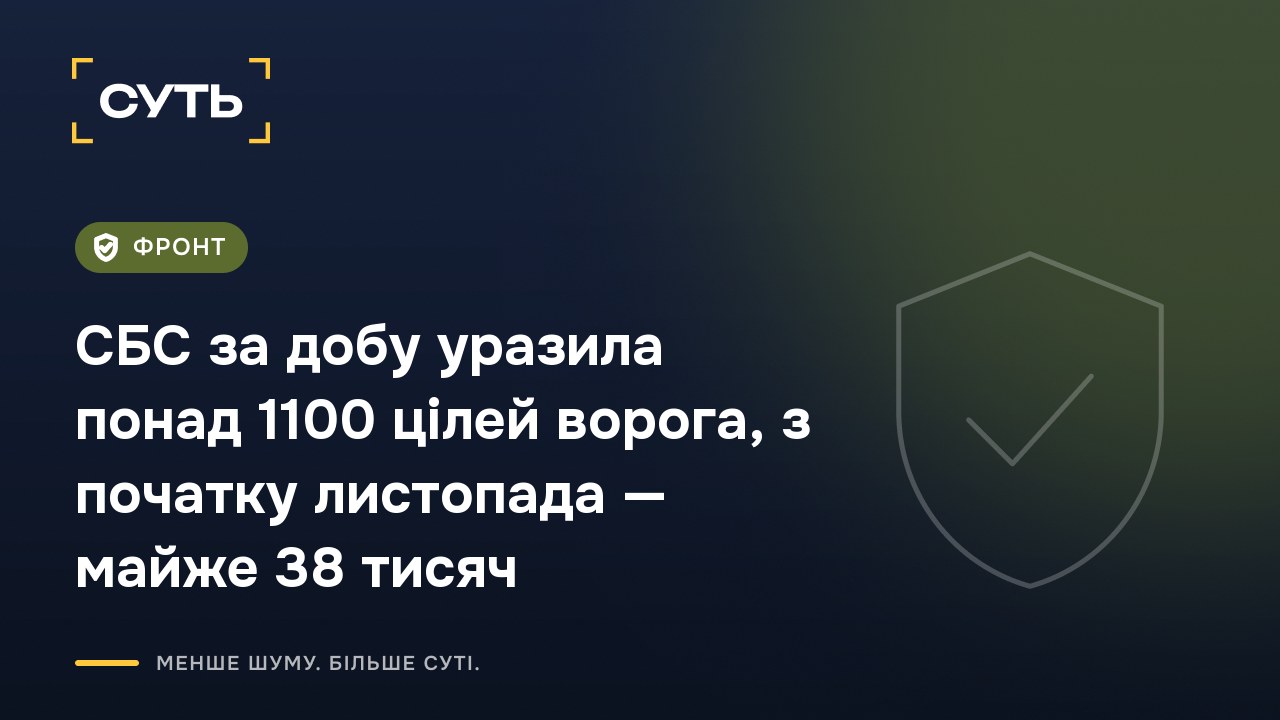 СУТЬ
ФРОНТ
СБС за добу уразила
понад 1100 цілей ворога, з
початку листопада —
майже 38 тисяч
МЕНШЕ ШУМУ. БІЛЬШЕ СУТІ.